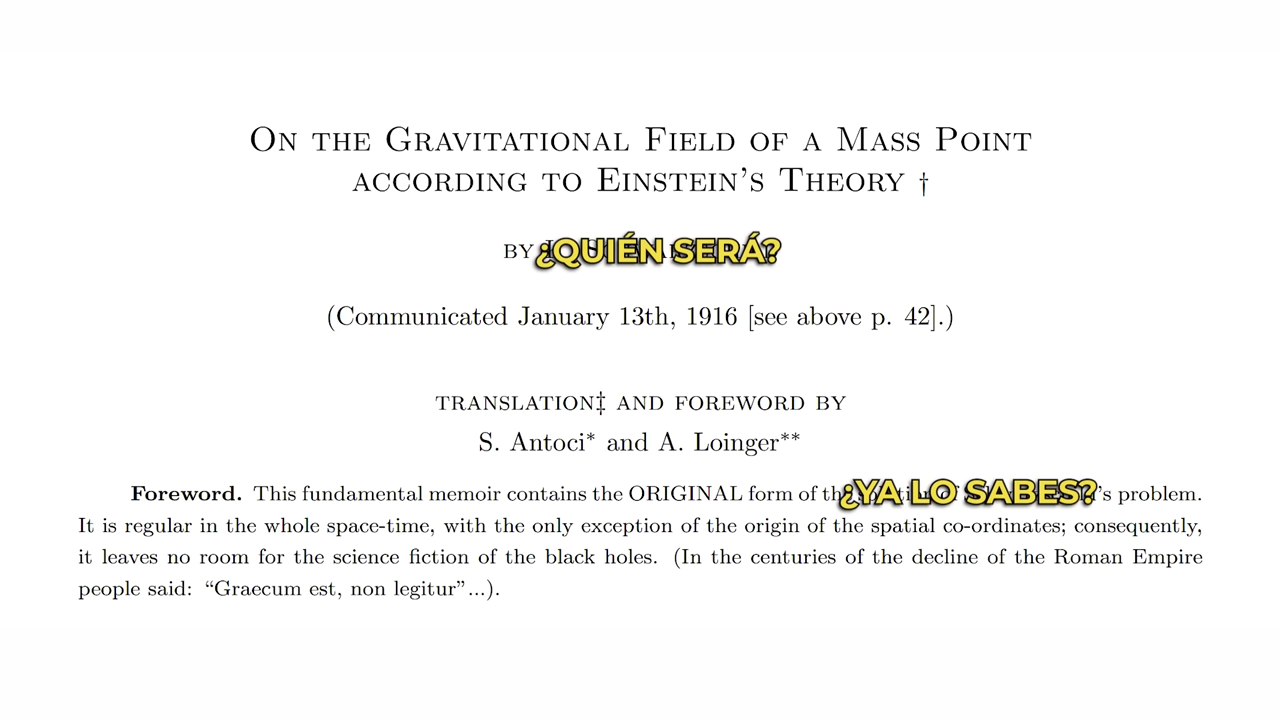 On the Gravitational Field of a Mass Point
according to Einstein's Theory †
by ¿QUIÉN SERÁ?
(Communicated January 13th, 1916 [see above p. 42].)
translation‡ and foreword by
S. Antoci* and A. Loinger**
Foreword. This fundamental memoir contains the ORIGINAL form of ¿YA LO SABES?'s problem.
It is regular in the whole space-time, with the only exception of the origin of the spatial co-ordinates; consequently,
it leaves no room for the science fiction of the black holes. (In the centuries of the decline of the Roman Empire
people said: “Graecum est, non legitur”...).